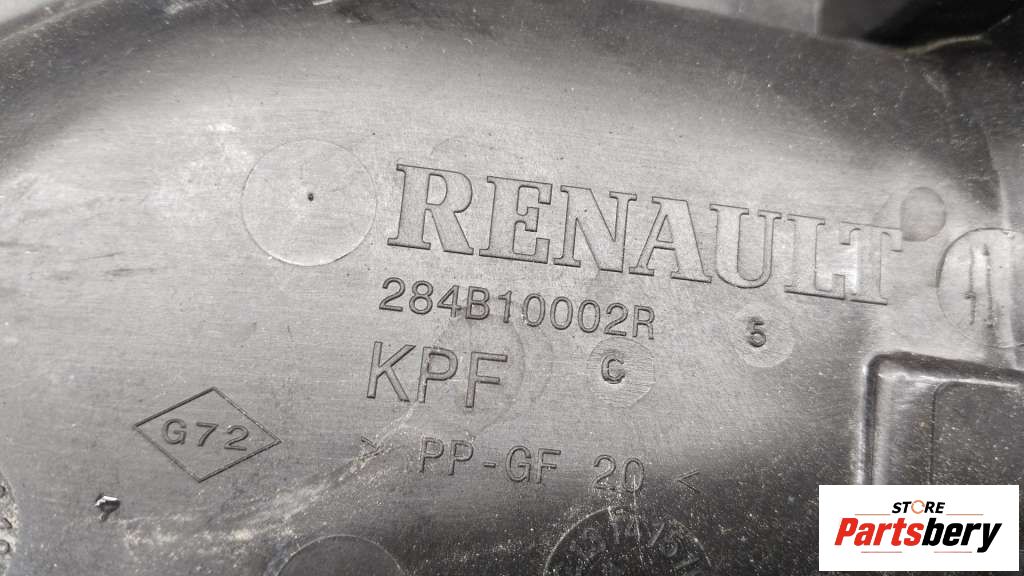 RENAULT
284B10002R
5
KPF
C
G72
> PP-GF 20 <
STORE
Partsbery